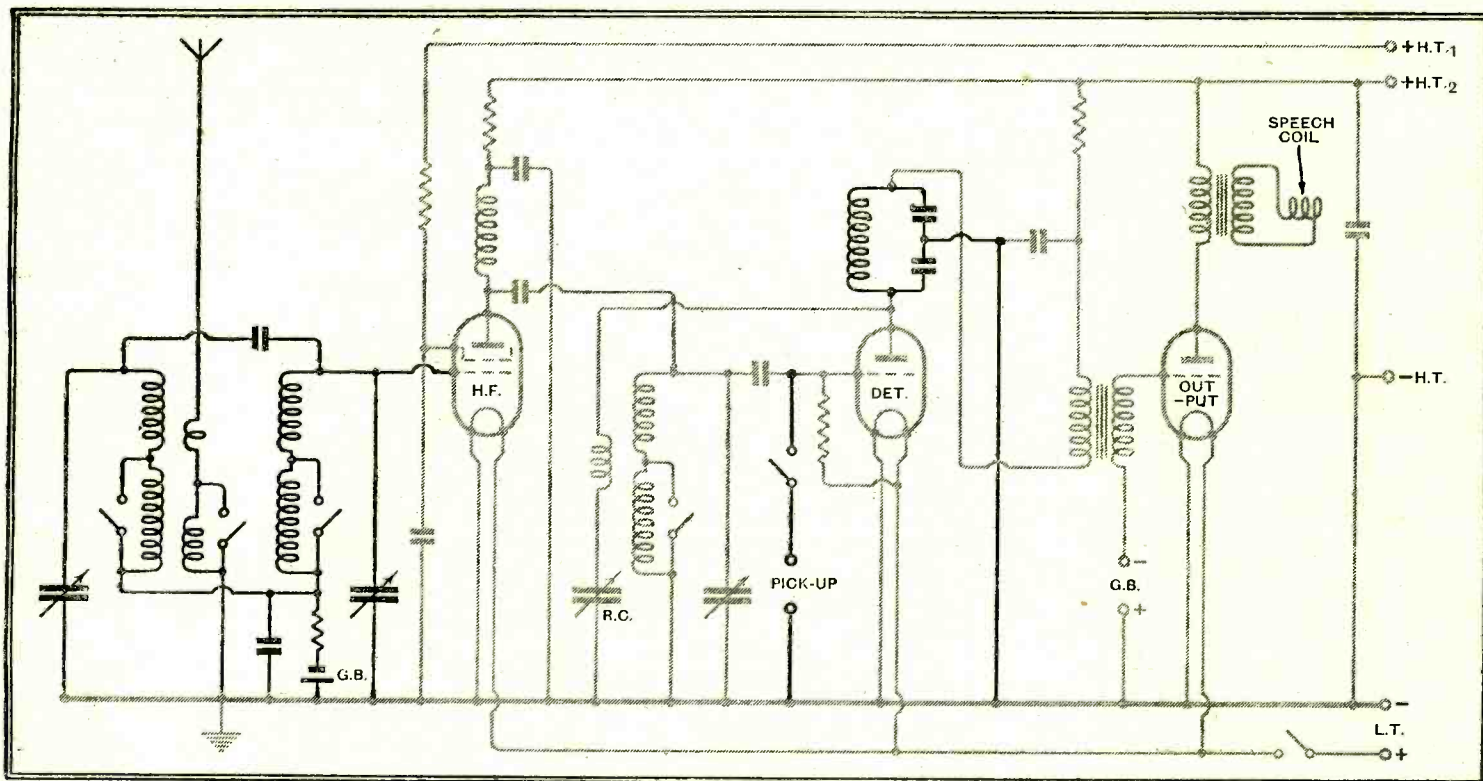 +H.T.1
+H.T.2
SPEECH
COIL
H.F.
DET.
OUT
-PUT
-H.T.
R.C.
PICK-UP
-
G.B.
+
G.B.
-
L.T.
+